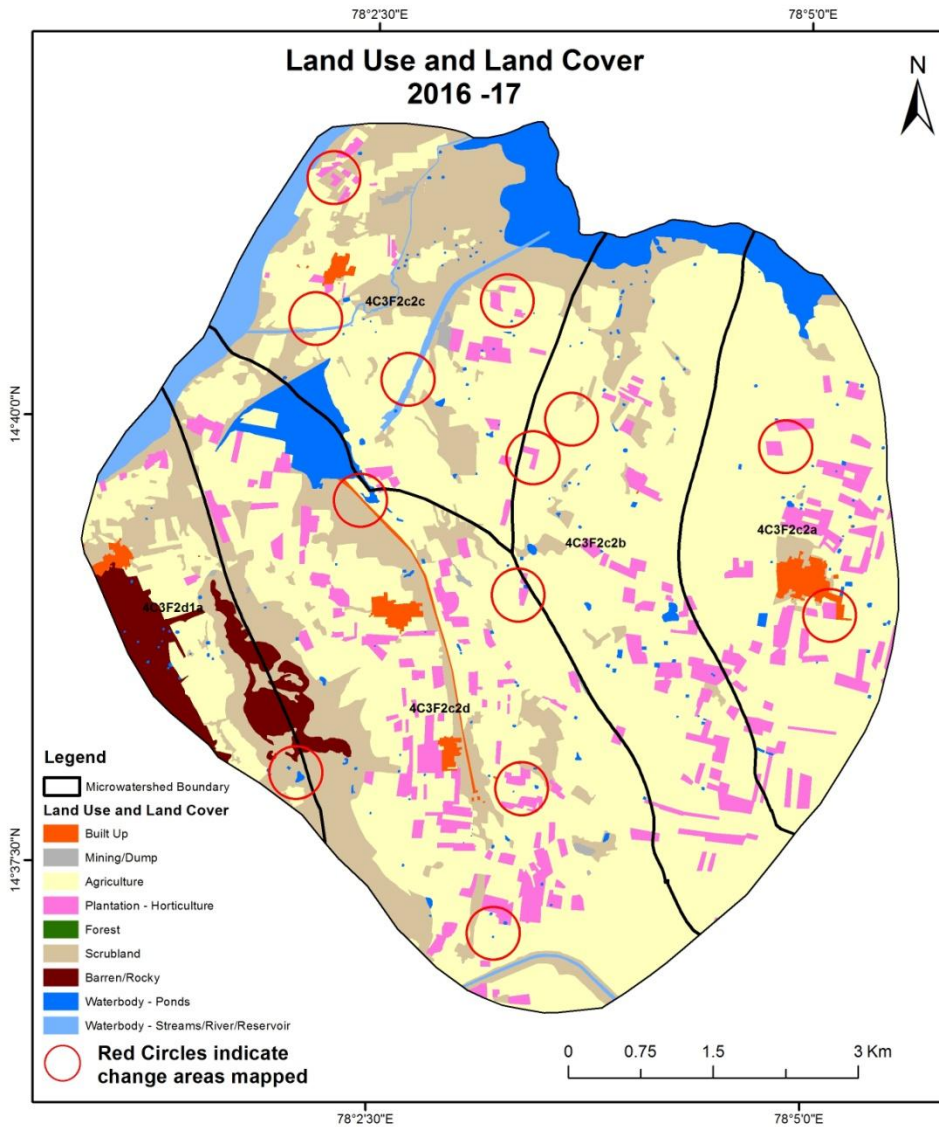 78°2'30"E
78°5'0"E
Land Use and Land Cover
2016 -17
N
4C3F2c2c
14°40'0"N
14°40'0"N
4C3F2c2a
4C3F2c2b
4C3F2d1a
4C3F2c2d
Legend
Microwatershed Boundary
Land Use and Land Cover
Built Up
Mining/Dump
Agriculture
Plantation - Horticulture
Forest
Scrubland
Barren/Rocky
Waterbody - Ponds
Waterbody - Streams/River/Reservoir
Red Circles indicate
change areas mapped
14°37'30"N
0 0.75 1.5 3 Km
78°2'30"E
78°5'0"E